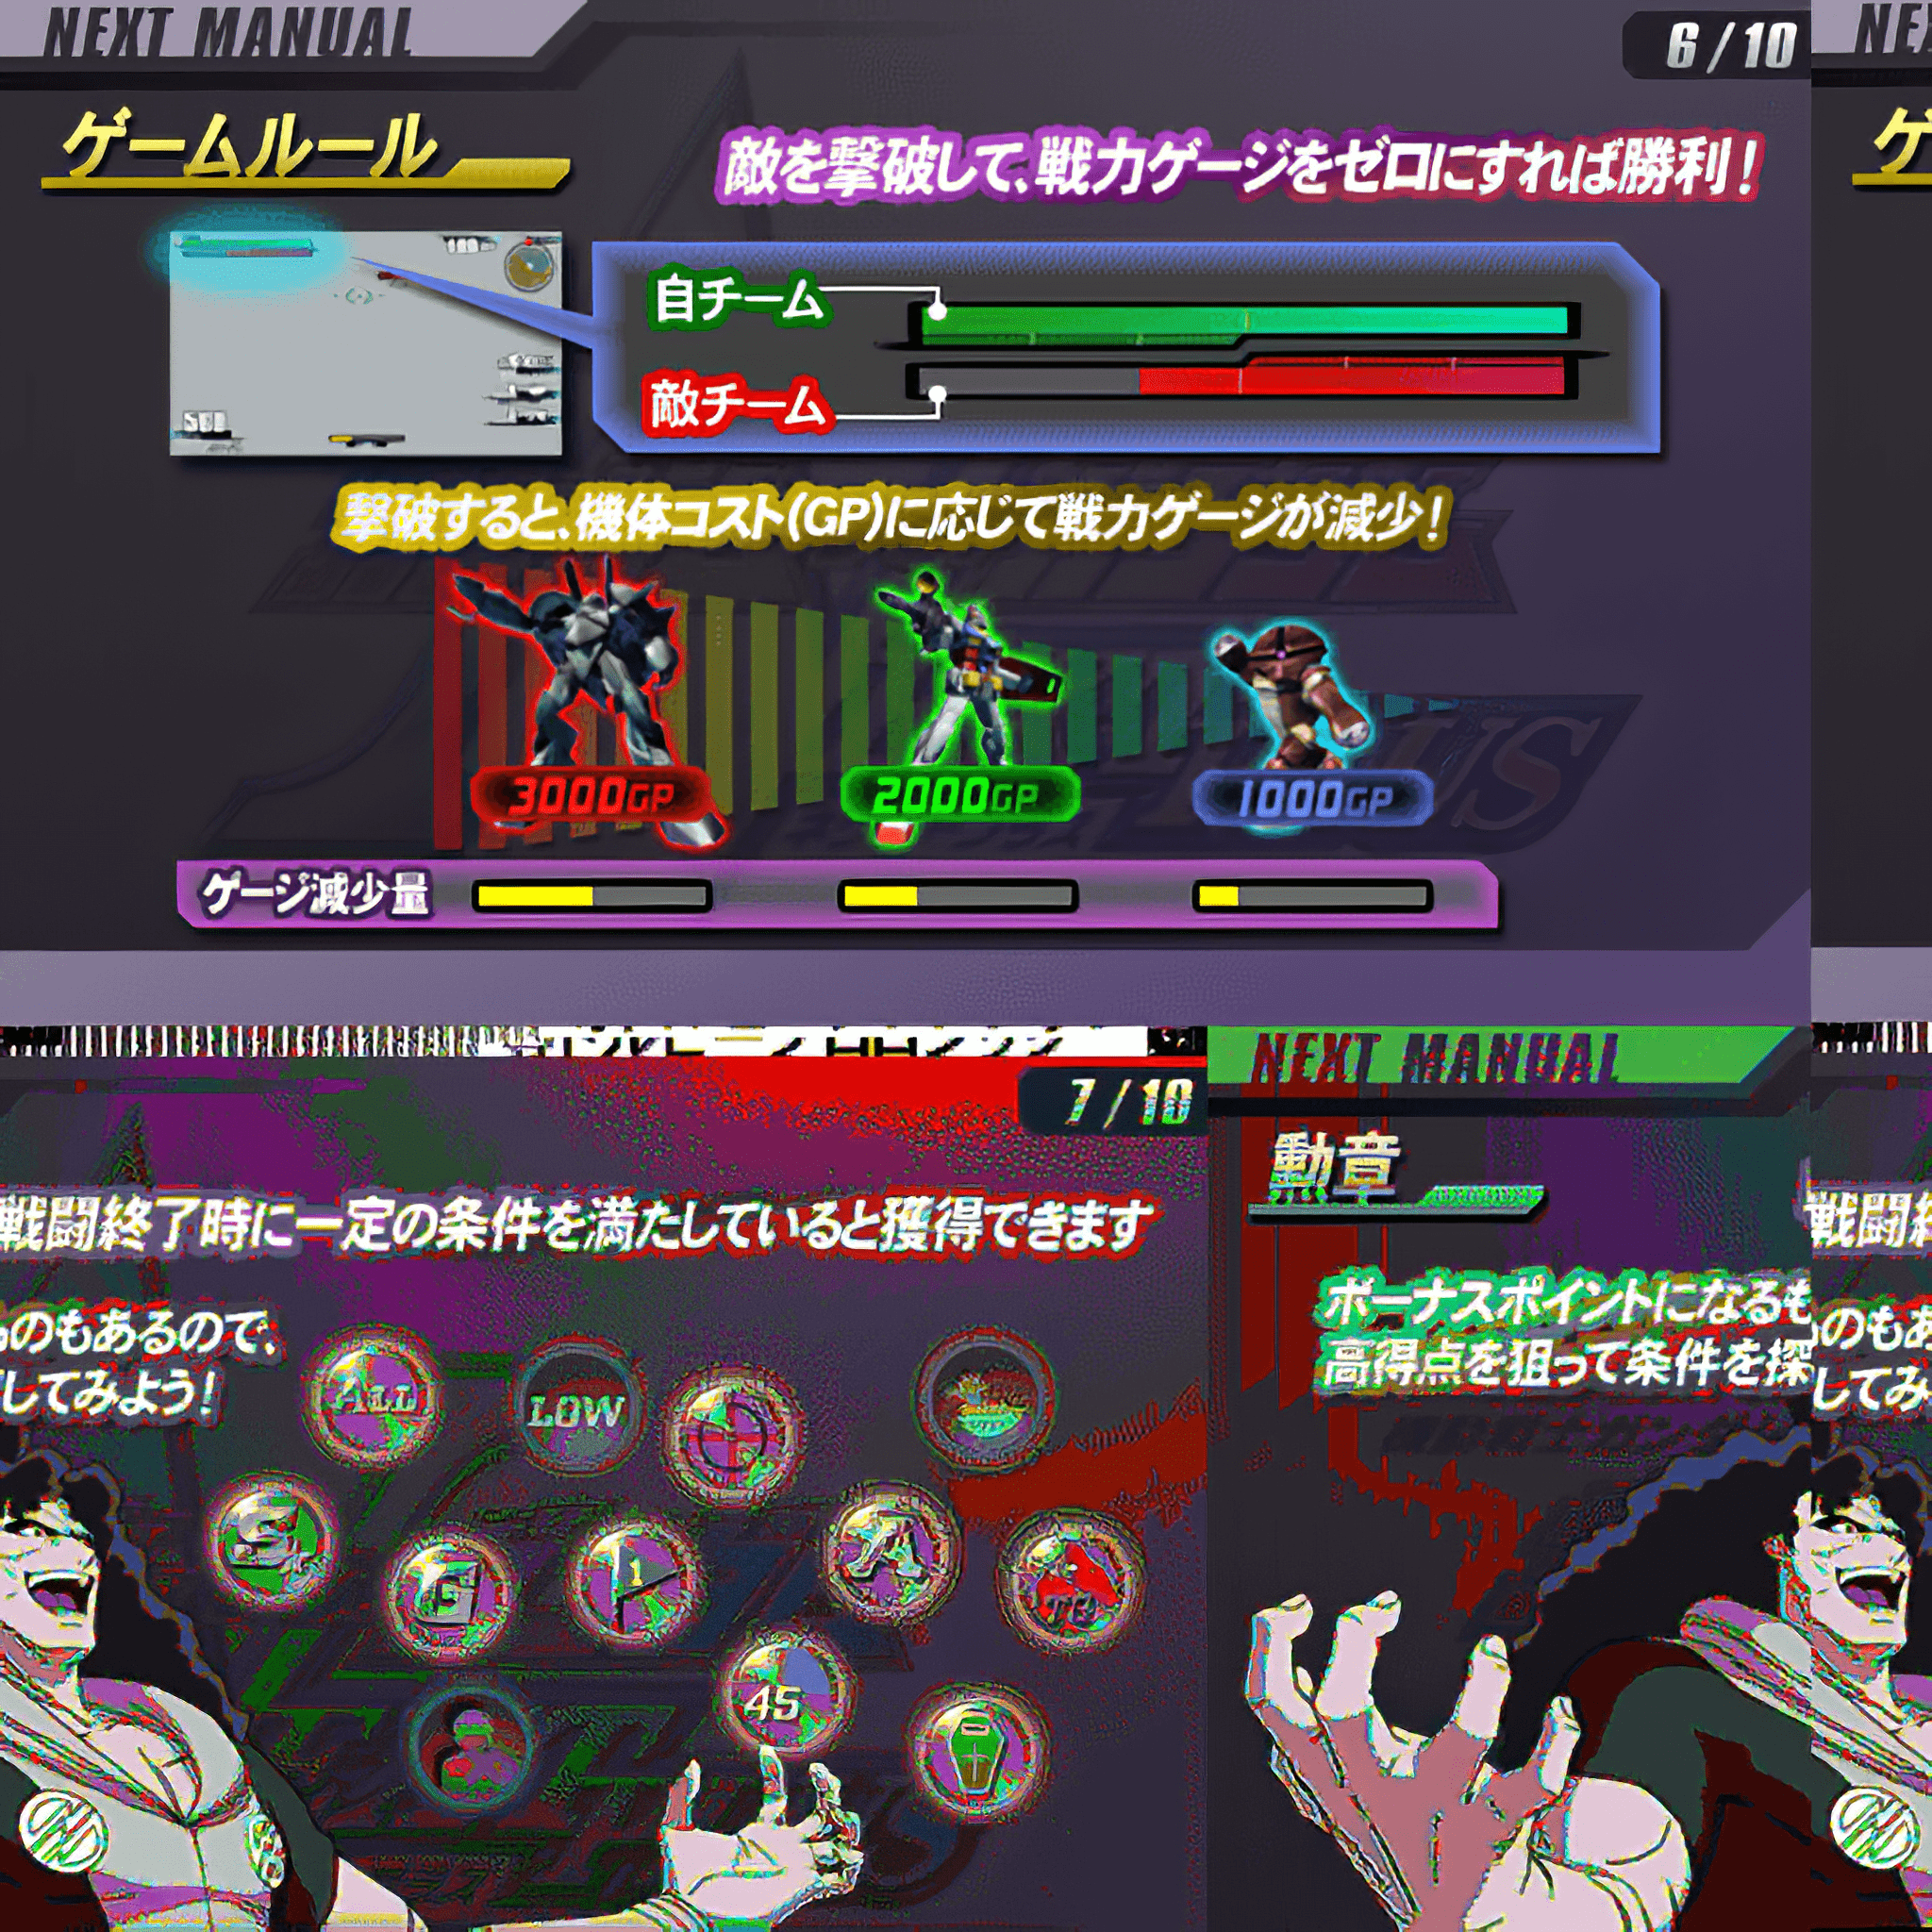 NEXT MANUAL
6/10
ゲームルール
敵を撃破して、戦力ゲージをゼロにすれば勝利！
自チーム
敵チーム
撃破すると、機体コスト(GP)に応じて戦力ゲージが減少！
3000GP
2000GP
1000GP
ゲージ減少量
NE
ゲ
7/10
戦闘終了時に一定の条件を満たしていると獲得できます
のもあるので、
してみよう！
ALL
LOW
S
G
1
A
45
NEXT MANUAL
勲章
ボーナスポイントになるも
高得点を狙って条件を探
戦闘終
のもあ
してみ